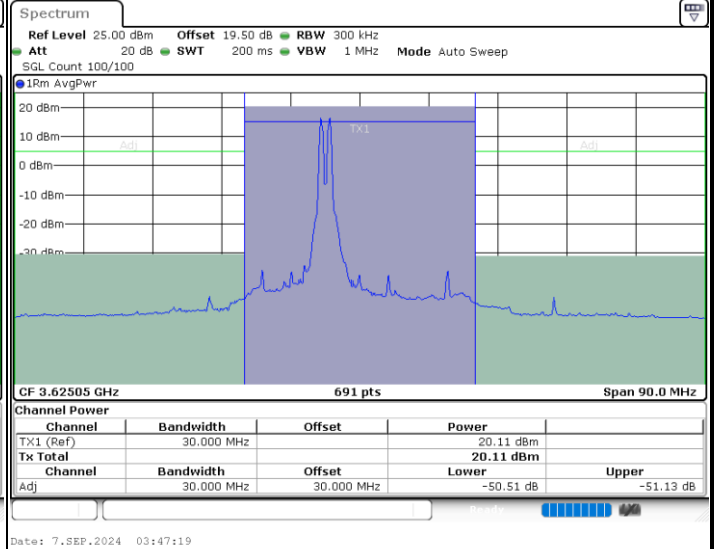 Spectrum
Ref Level 25.00 dBm Offset 19.50 dB RBW 300 kHz
Att 20 dB SWT 200 ms VBW 1 MHz Mode Auto Sweep
SGL Count 100/100
1Rm AvgPwr
20 dBm
TX1
10 dBm
Adj Adj
0 dBm
-10 dBm
-20 dBm
-30 dBm
CF 3.62505 GHz 691 pts Span 90.0 MHz
Channel Power
Channel Bandwidth Offset Power
TX1 (Ref) 30.000 MHz 20.11 dBm
Tx Total 20.11 dBm
Channel Bandwidth Offset Lower Upper
Adj 30.000 MHz 30.000 MHz -50.51 dB -51.13 dB
Ready
Date: 7.SEP.2024 03:47:19